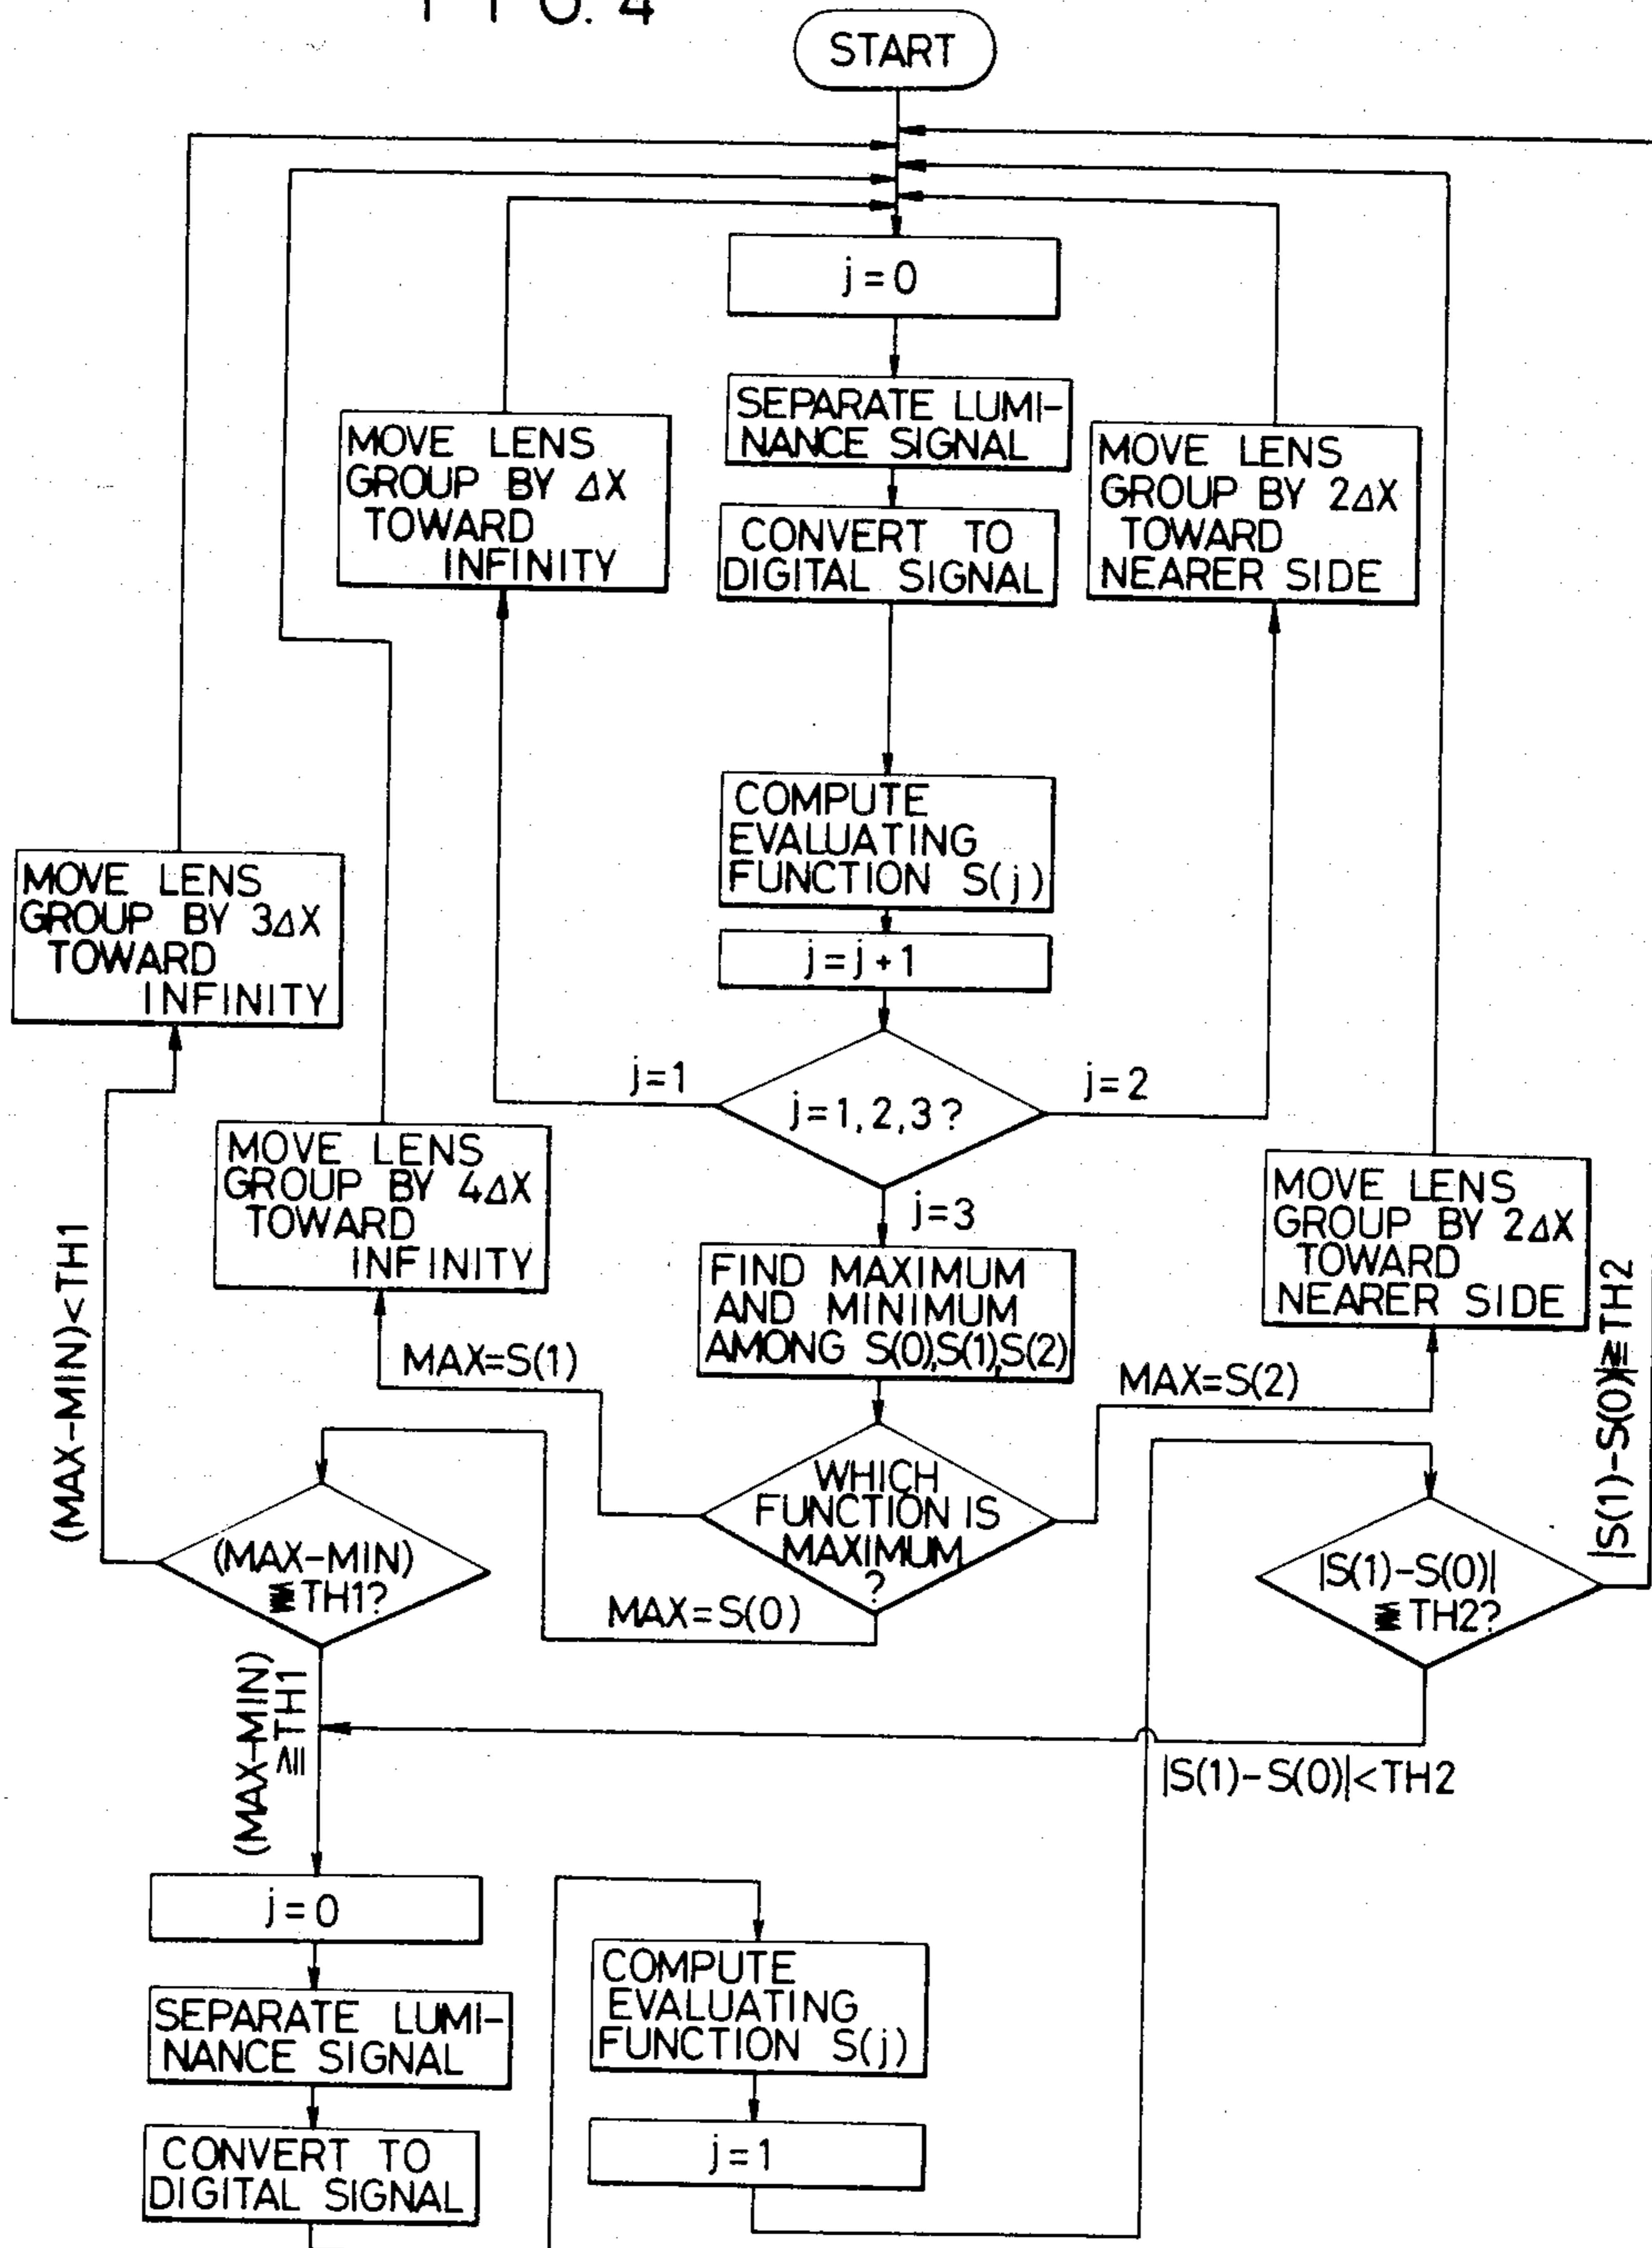 FIG. 4
START
j=0
SEPARATE LUMI-
NANCE SIGNAL
CONVERT TO
DIGITAL SIGNAL
MOVE LENS
GROUP BY ΔX
TOWARD
INFINITY
MOVE LENS
GROUP BY 2ΔX
TOWARD
NEARER SIDE
COMPUTE
EVALUATING
FUNCTION S(j)
j=j+1
MOVE LENS
GROUP BY 3ΔX
TOWARD
INFINITY
j=1
j=1,2,3?
j=2
j=3
MOVE LENS
GROUP BY 4ΔX
TOWARD
INFINITY
MOVE LENS
GROUP BY 2ΔX
TOWARD
NEARER SIDE
FIND MAXIMUM
AND MINIMUM
AMONG S(0),S(1),S(2)
(MAX-MIN)<TH1
MAX=S(1)
MAX=S(2)
|S(1)-S(0)|≧TH2
WHICH
FUNCTION IS
MAXIMUM
?
MAX=S(0)
(MAX-MIN)
≶TH1?
|S(1)-S(0)|
≶TH2?
(MAX-MIN)
≧TH1
|S(1)-S(0)|<TH2
j=0
SEPARATE LUMI-
NANCE SIGNAL
CONVERT TO
DIGITAL SIGNAL
COMPUTE
EVALUATING
FUNCTION S(j)
j=1